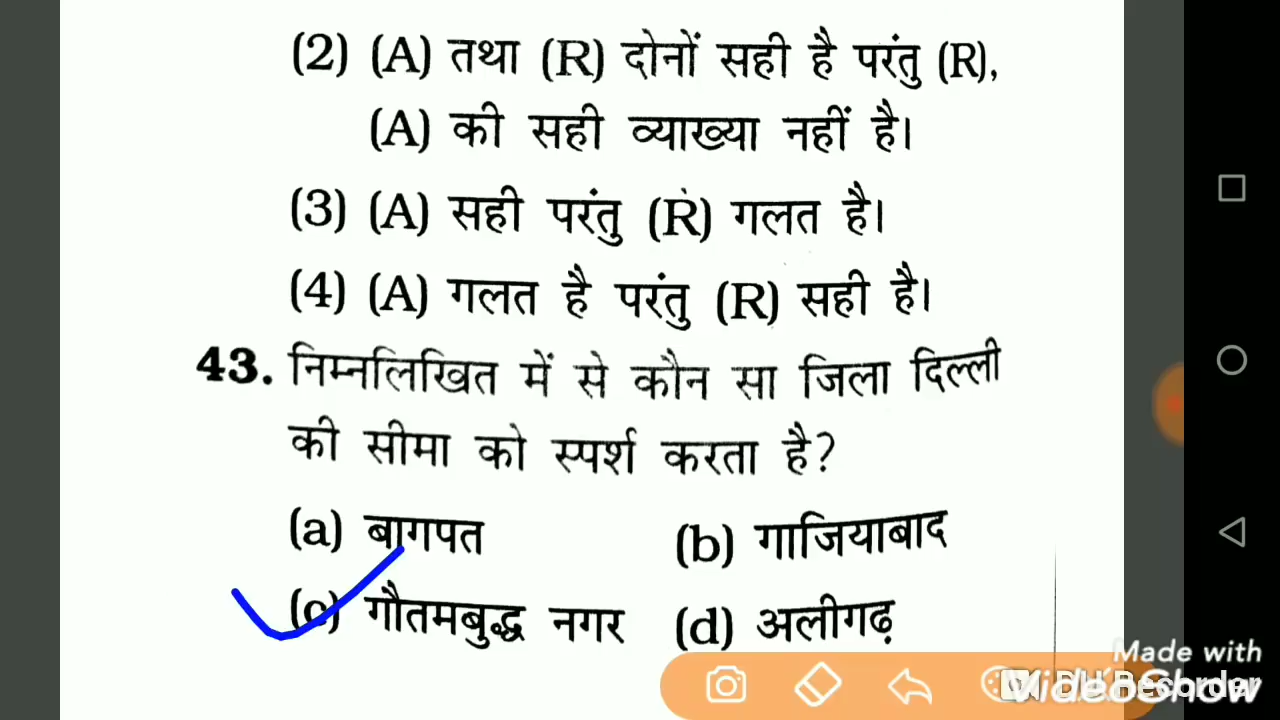 (2) (A) तथा (R) दोनों सही है परंतु (R),
(A) की सही व्याख्या नहीं है।
(3) (A) सही परंतु (R) गलत है।
(4) (A) गलत है परंतु (R) सही है।
43. निम्नलिखित में से कौन सा जिला दिल्ली
की सीमा को स्पर्श करता है?
(a) बागपत (b) गाजियाबाद
(c) गौतमबुद्ध नगर (d) अलीगढ़
Made with
VideoShow
Recorder